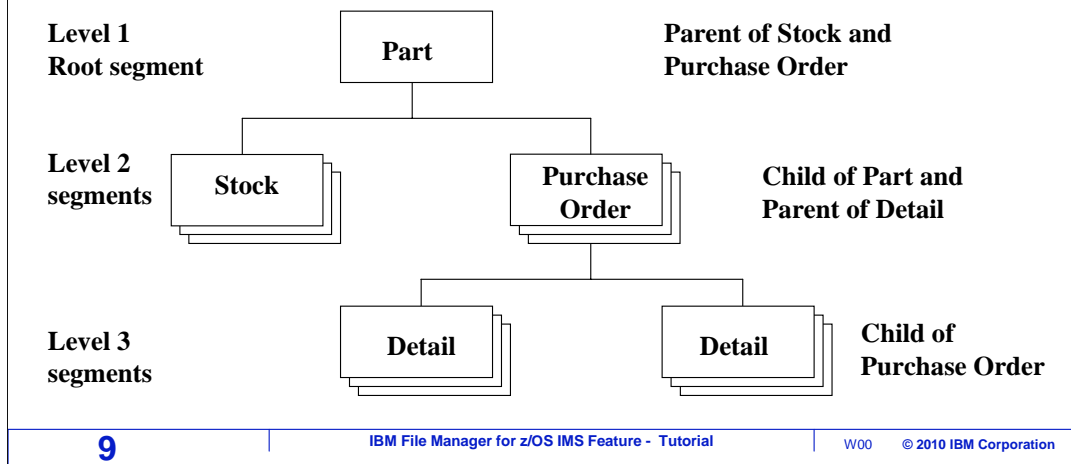 Level 1
Root segment
Part
Parent of Stock and
Purchase Order
Level 2
segments
Stock
Purchase
Order
Child of Part and
Parent of Detail
Level 3
segments
Detail
Detail
Child of
Purchase Order
9
IBM File Manager for z/OS IMS Feature - Tutorial
W00
© 2010 IBM Corporation